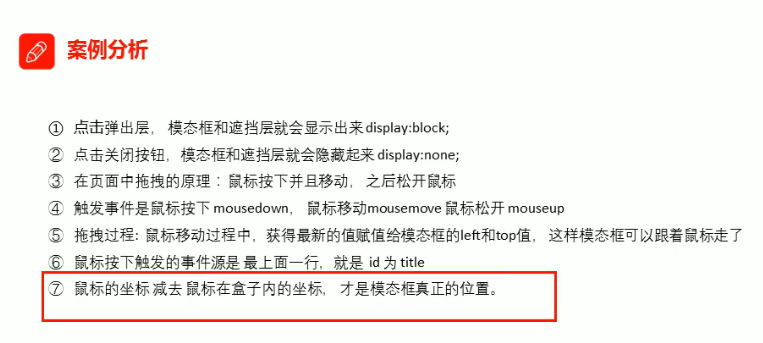 案例分析
① 点击弹出层， 模态框和遮挡层就会显示出来 display:block;
② 点击关闭按钮，模态框和遮挡层就会隐藏起来 display:none;
③ 在页面中拖拽的原理： 鼠标按下并且移动， 之后松开鼠标
④ 触发事件是鼠标按下 mousedown， 鼠标移动mousemove 鼠标松开 mouseup
⑤ 拖拽过程: 鼠标移动过程中，获得最新的值赋值给模态框的left和top值， 这样模态框可以跟着鼠标走了
⑥ 鼠标按下触发的事件源是 最上面一行，就是 id 为 title
⑦ 鼠标的坐标 减去 鼠标在盒子内的坐标， 才是模态框真正的位置。